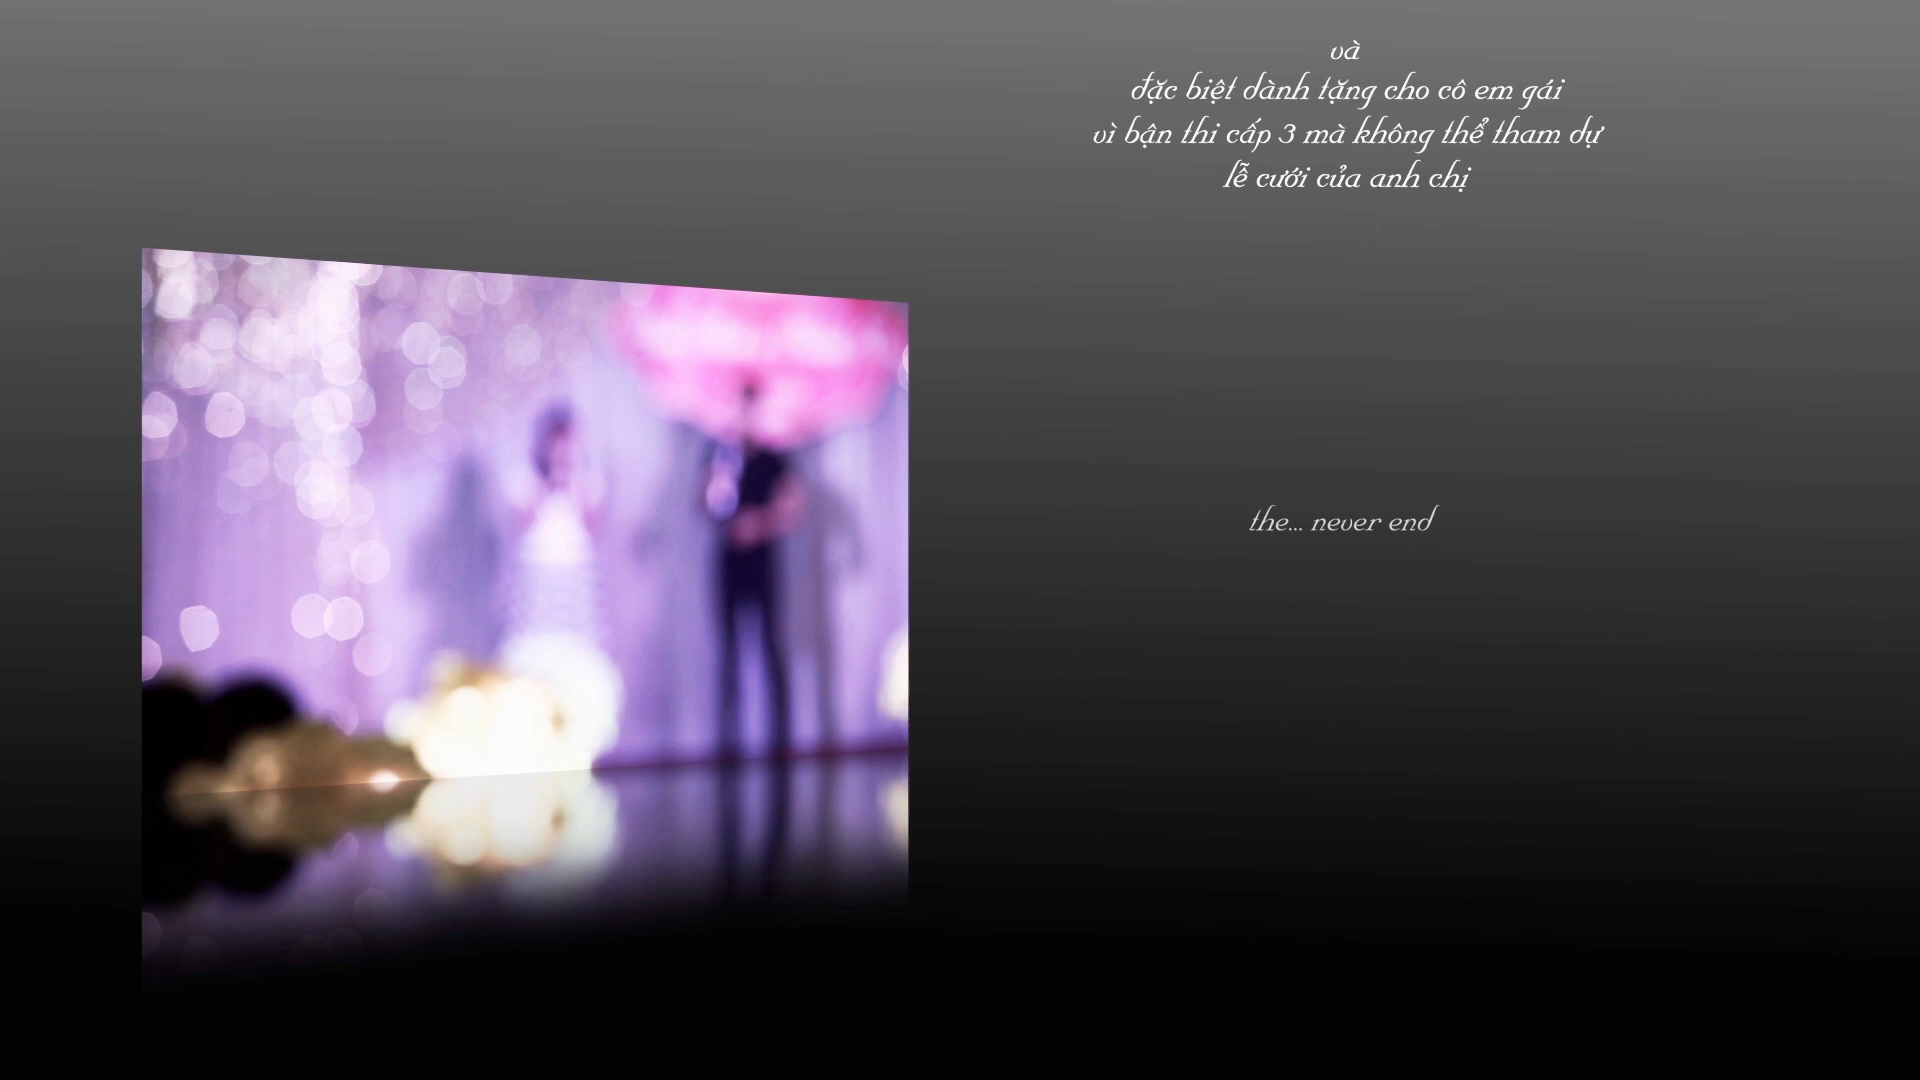 và
đặc biệt dành tặng cho cô em gái
vì bận thi cấp 3 mà không thể tham dự
lễ cưới của anh chị
the... never end